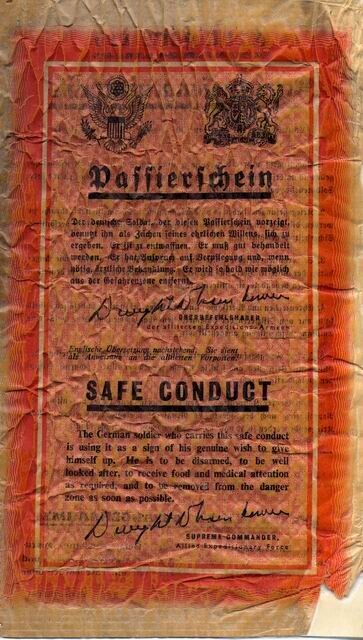 Passierschein
Der deutsche Soldat, der diesen Passierschein vorzeigt,
benutzt ihn als Zeichen seines ehrlichen Willens, sich zu
ergeben. Er ist zu entwaffnen. Er muß gut behandelt
werden. Er hat Anspruch auf Verpflegung und, wenn
nötig, ärztliche Behandlung. Er wird so bald wie möglich
aus der Gefahrenzone entfernt.
Dwight D Eisenhower
OBERBEFEHLSHABER
der alliierten Expeditions-Armeen
Englische Übersetzung nachstehend. Sie dient
als Anweisung an die alliierten Vorposten.
SAFE CONDUCT
The German soldier who carries this safe conduct
is using it as a sign of his genuine wish to give
himself up. He is to be disarmed, to be well
looked after, to receive food and medical attention
as required, and to be removed from the danger
zone as soon as possible.
Dwight D Eisenhower
SUPREME COMMANDER,
Allied Expeditionary Force